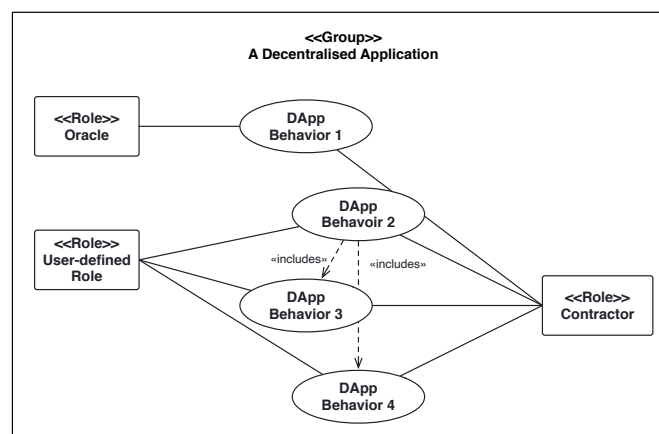 <<Group>>
A Decentralised Application
<<Role>>
Oracle
DApp
Behavior 1
DApp
Behavoir 2
<<Role>>
User-defined
Role
«includes»
«includes»
DApp
Behavior 3
<<Role>>
Contractor
DApp
Behavior 4